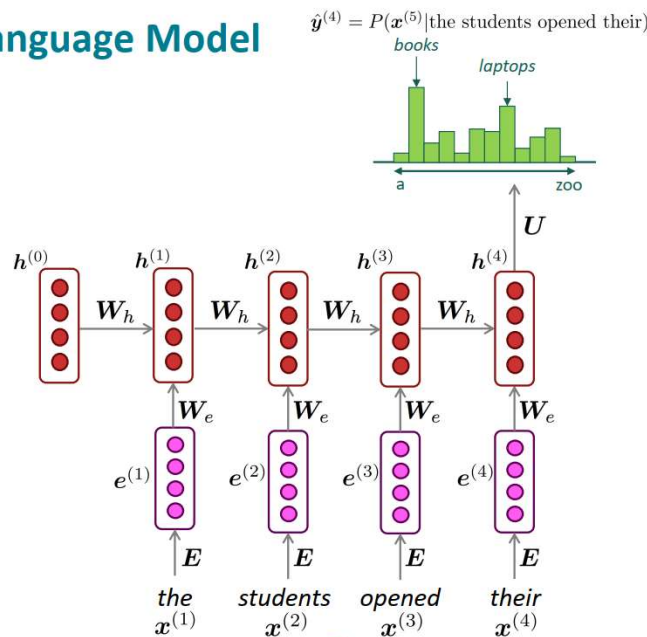 anguage Model
ŷ^(4) = P(x^(5)|the students opened their)
books
laptops
a zoo
U
h^(0) h^(1) h^(2) h^(3) h^(4)
W_h W_h W_h W_h
W_e W_e W_e W_e
e^(1) e^(2) e^(3) e^(4)
E E E E
the students opened their
x^(1) x^(2) x^(3) x^(4)